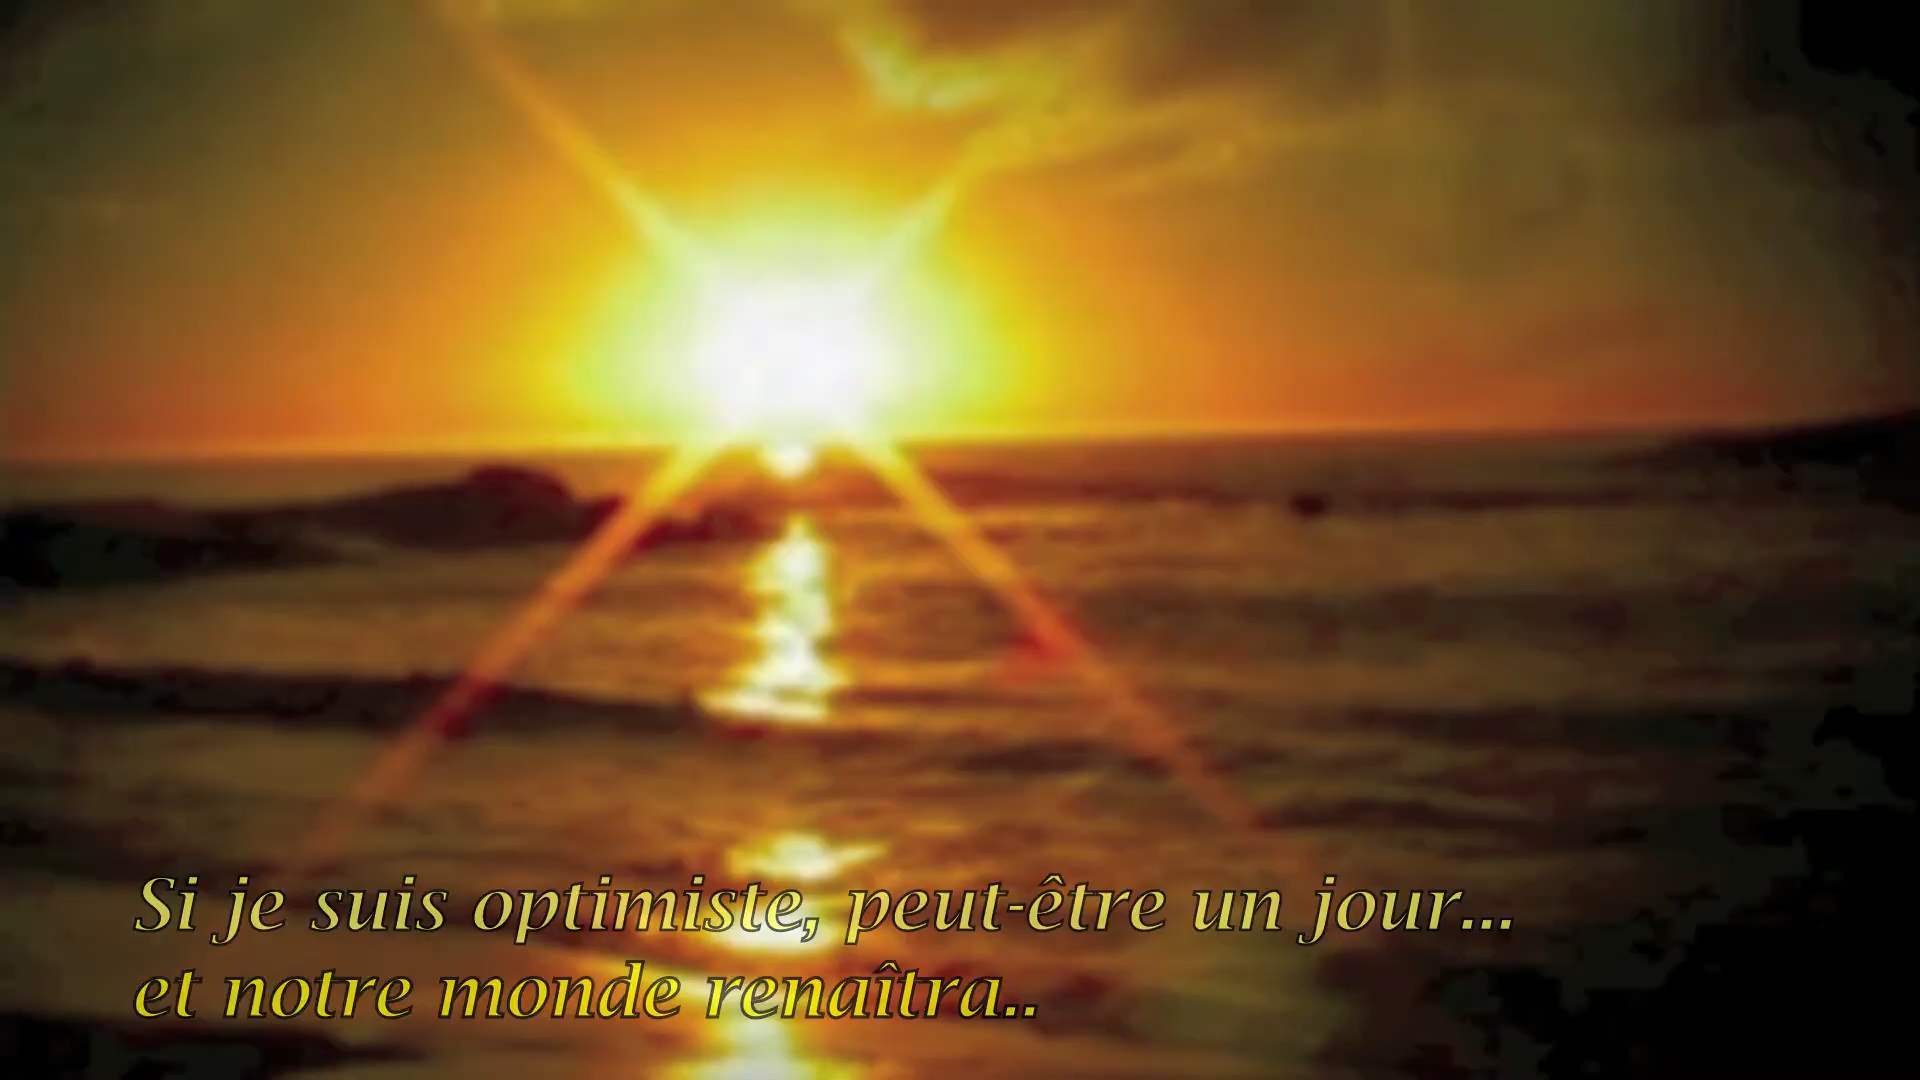 Si je suis optimiste, peut-être un jour...
et notre monde renaîtra..